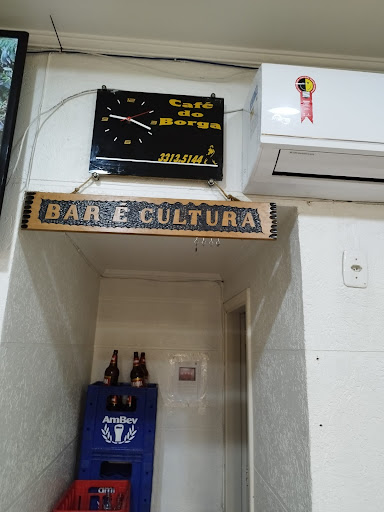 Café
do
Borga
3313.5144
BAR É CULTURA
AmBev